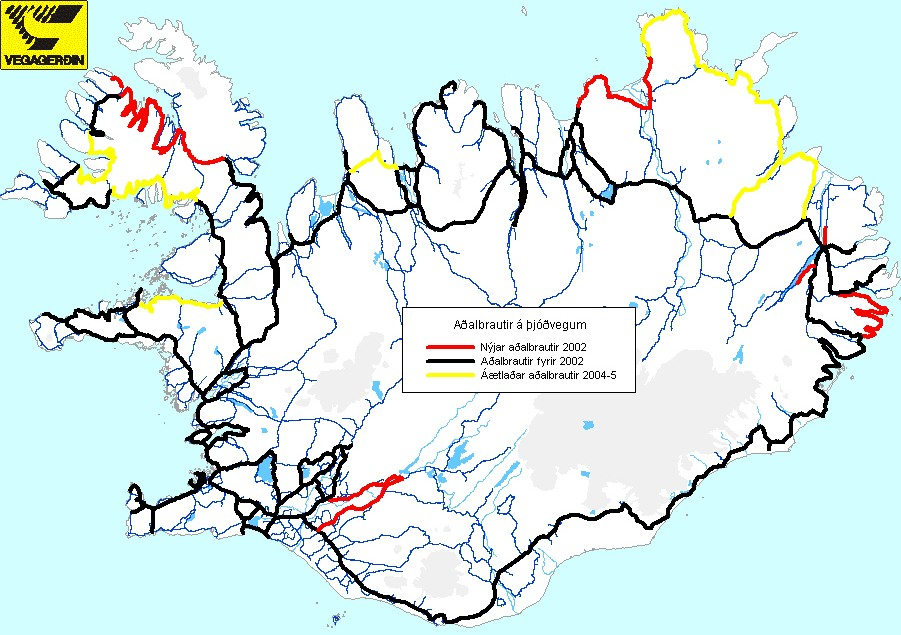 VEGAGERÐIN
Aðalbrautir á þjóðvegum
Nýjar aðalbrautir 2002
Aðalbrautir fyrir 2002
Áætlaðar aðalbrautir 2004-5